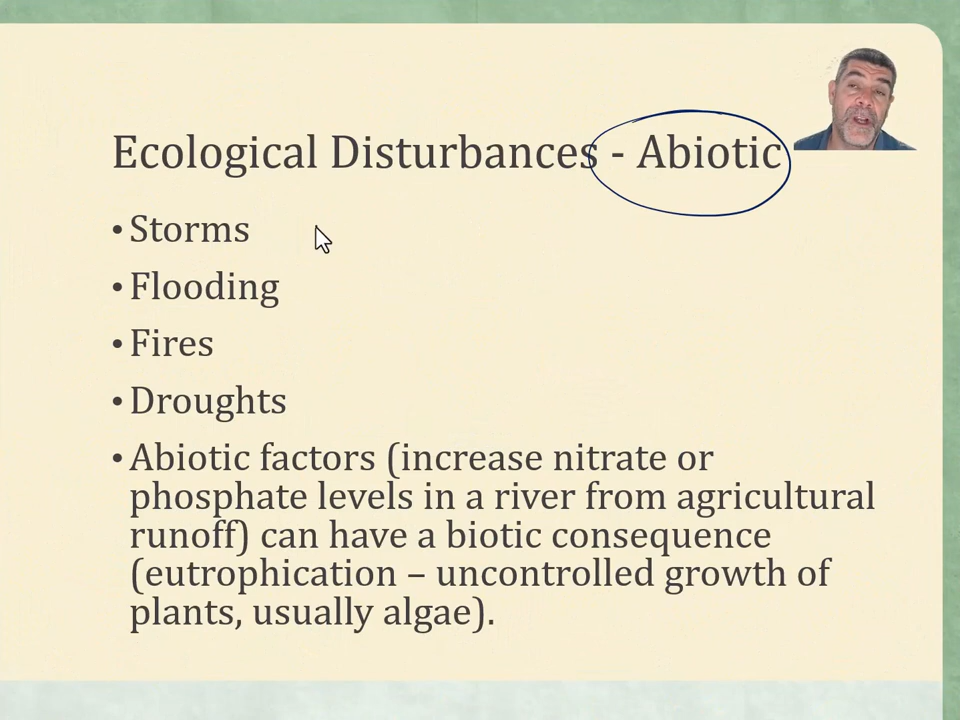 Ecological Disturbances - Abiotic
• Storms
• Flooding
• Fires
• Droughts
• Abiotic factors (increase nitrate or
phosphate levels in a river from agricultural
runoff) can have a biotic consequence
(eutrophication – uncontrolled growth of
plants, usually algae).